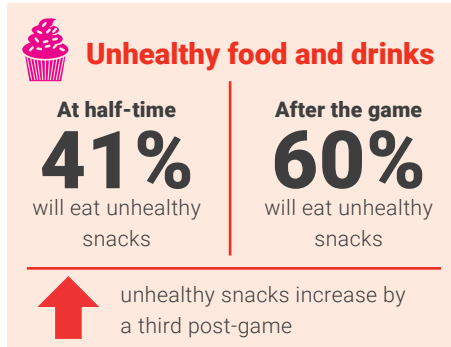 Unhealthy food and drinks
At half-time
41%
will eat unhealthy
snacks
After the game
60%
will eat unhealthy
snacks
unhealthy snacks increase by
a third post-game